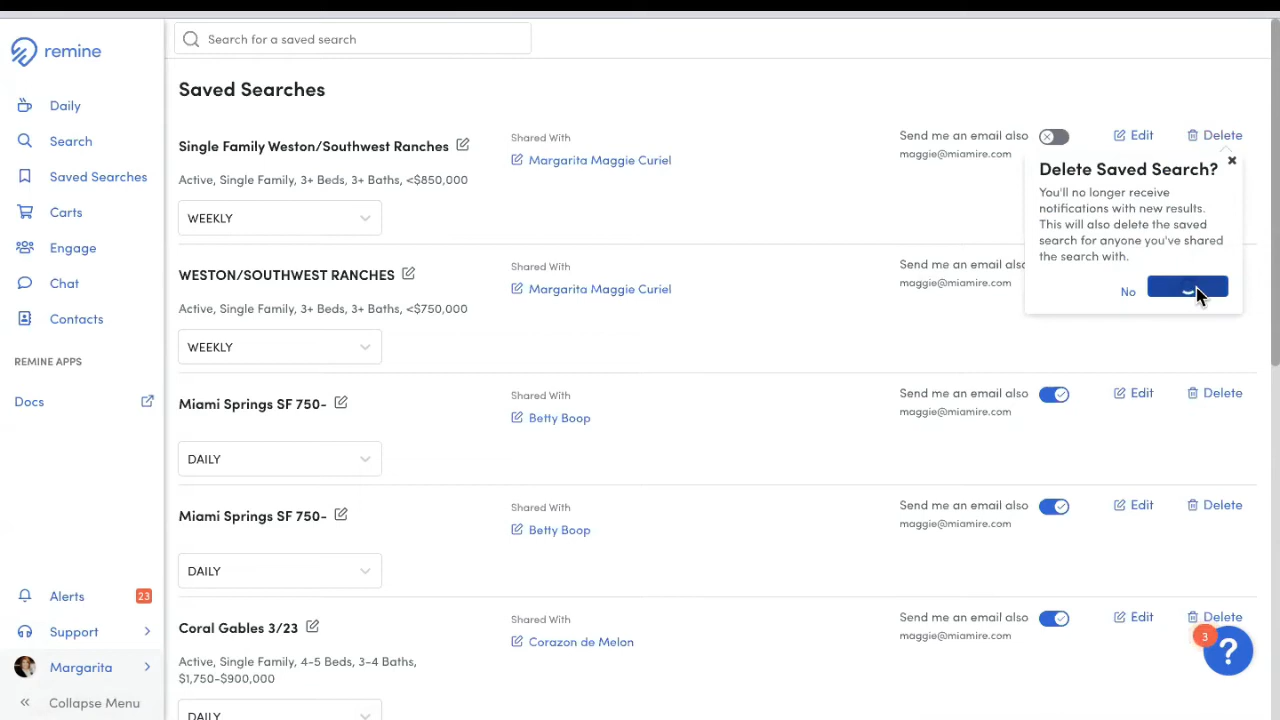 remine
Daily
Search
Saved Searches
Carts
Engage
Chat
Contacts
REMINE APPS
Docs
Alerts 23
Support
Margarita
Collapse Menu
Search for a saved search
Saved Searches
Single Family Weston/Southwest Ranches
Active, Single Family, 3+ Beds, 3+ Baths, <$850,000
WEEKLY
Shared With
Margarita Maggie Curiel
Send me an email also
maggie@miamire.com
Edit
Delete
Delete Saved Search?
You'll no longer receive
notifications with new results.
This will also delete the saved
search for anyone you've shared
the search with.
No
WESTON/SOUTHWEST RANCHES
Active, Single Family, 3+ Beds, 3+ Baths, <$750,000
WEEKLY
Shared With
Margarita Maggie Curiel
Send me an email also
maggie@miamire.com
Miami Springs SF 750-
DAILY
Shared With
Betty Boop
Send me an email also
maggie@miamire.com
Edit
Delete
Miami Springs SF 750-
DAILY
Shared With
Betty Boop
Send me an email also
maggie@miamire.com
Edit
Delete
Coral Gables 3/23
Active, Single Family, 4-5 Beds, 3-4 Baths,
$1,750-$900,000
DAILY
Shared With
Corazon de Melon
Send me an email also
maggie@miamire.com
Edit
Delete
3
?